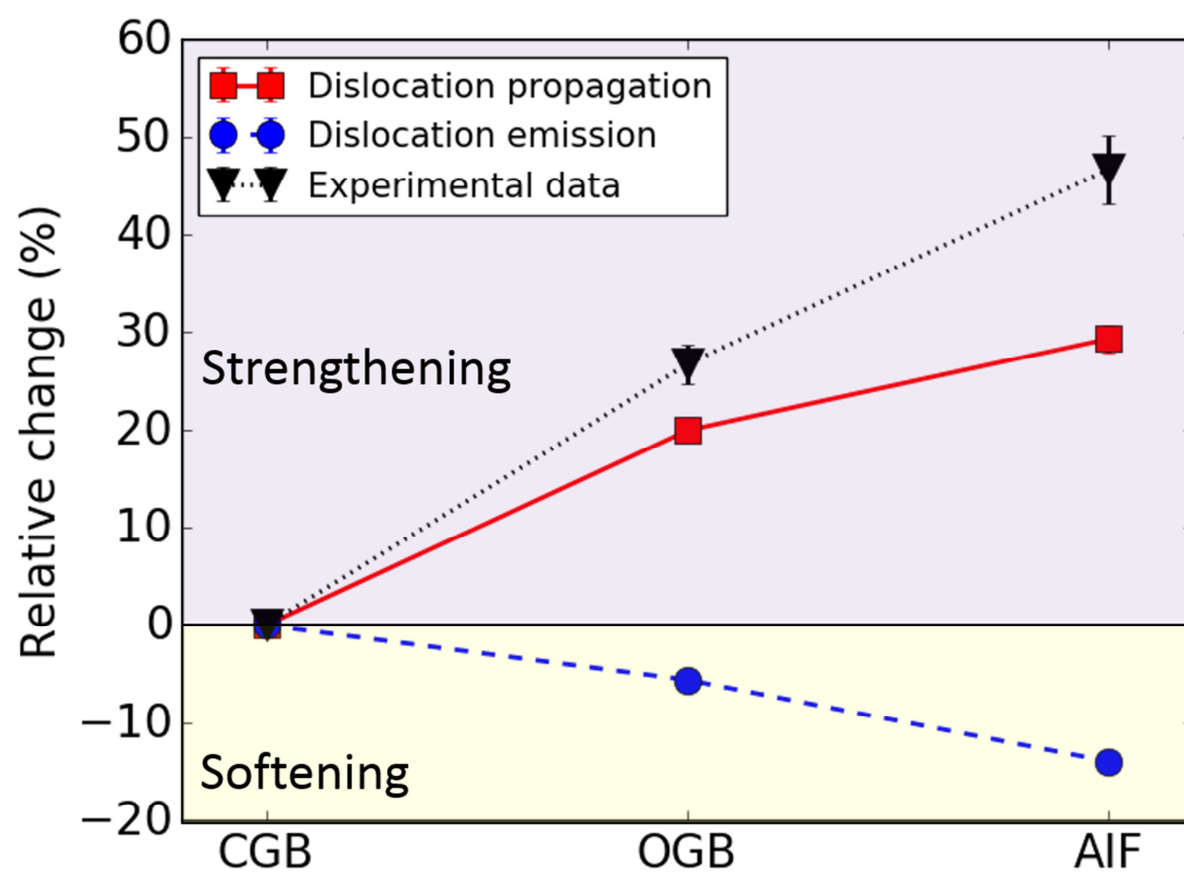 60
50
40
30
20
10
0
−10
−20
Relative change (%)
Dislocation propagation
Dislocation emission
Experimental data
Strengthening
Softening
CGB OGB AIF